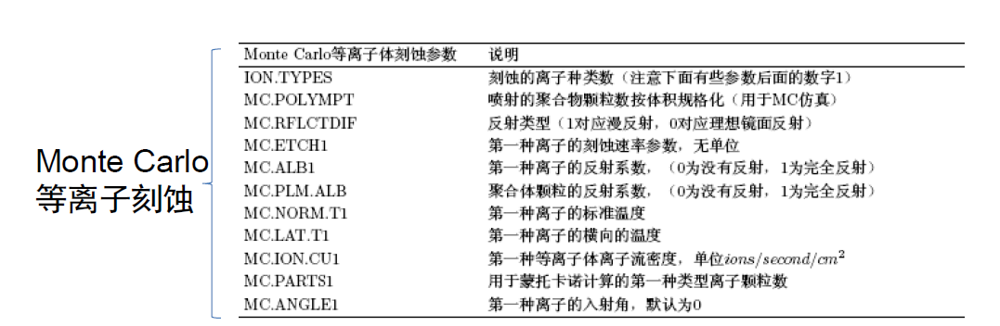 Monte Carlo
等离子刻蚀
Monte Carlo等离子体刻蚀参数 说明
ION.TYPES 刻蚀的离子种类数（注意下面有些参数后面的数字1）
MC.POLYMPT 喷射的聚合物颗粒数按体积规格化（用于MC仿真）
MC.RFLCTDIF 反射类型（1对应漫反射，0对应理想镜面反射）
MC.ETCH1 第一种离子的刻蚀速率参数，无单位
MC.ALB1 第一种离子的反射系数，（0为没有反射，1为完全反射）
MC.PLM.ALB 聚合体颗粒的反射系数，（0为没有反射，1为完全反射）
MC.NORM.T1 第一种离子的标准温度
MC.LAT.T1 第一种离子的横向的温度
MC.ION.CU1 第一种等离子体离子流密度，单位ions/second/cm²
MC.PARTS1 用于蒙托卡诺计算的第一种类型离子颗粒数
MC.ANGLE1 第一种离子的入射角，默认为0